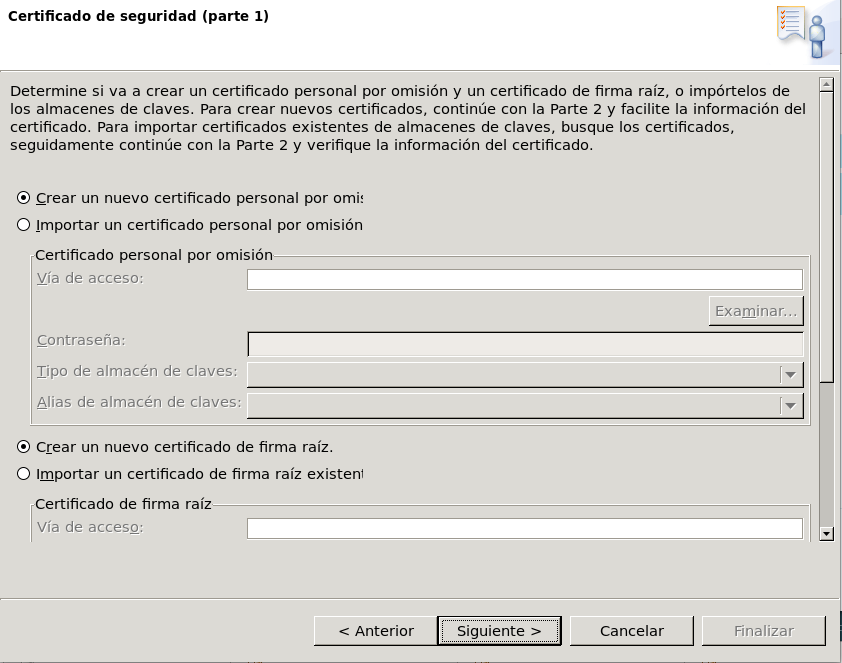 Certificado de seguridad (parte 1)
Determine si va a crear un certificado personal por omisión y un certificado de firma raíz, o impórtelos de
los almacenes de claves. Para crear nuevos certificados, continúe con la Parte 2 y facilite la información del
certificado. Para importar certificados existentes de almacenes de claves, busque los certificados,
seguidamente continúe con la Parte 2 y verifique la información del certificado.
Crear un nuevo certificado personal por omis
Importar un certificado personal por omisión
Certificado personal por omisión
Vía de acceso:
Examinar...
Contraseña:
Tipo de almacén de claves:
Alias de almacén de claves:
Crear un nuevo certificado de firma raíz.
Importar un certificado de firma raíz existent
Certificado de firma raíz
Vía de acceso:
< Anterior
Siguiente >
Cancelar
Finalizar